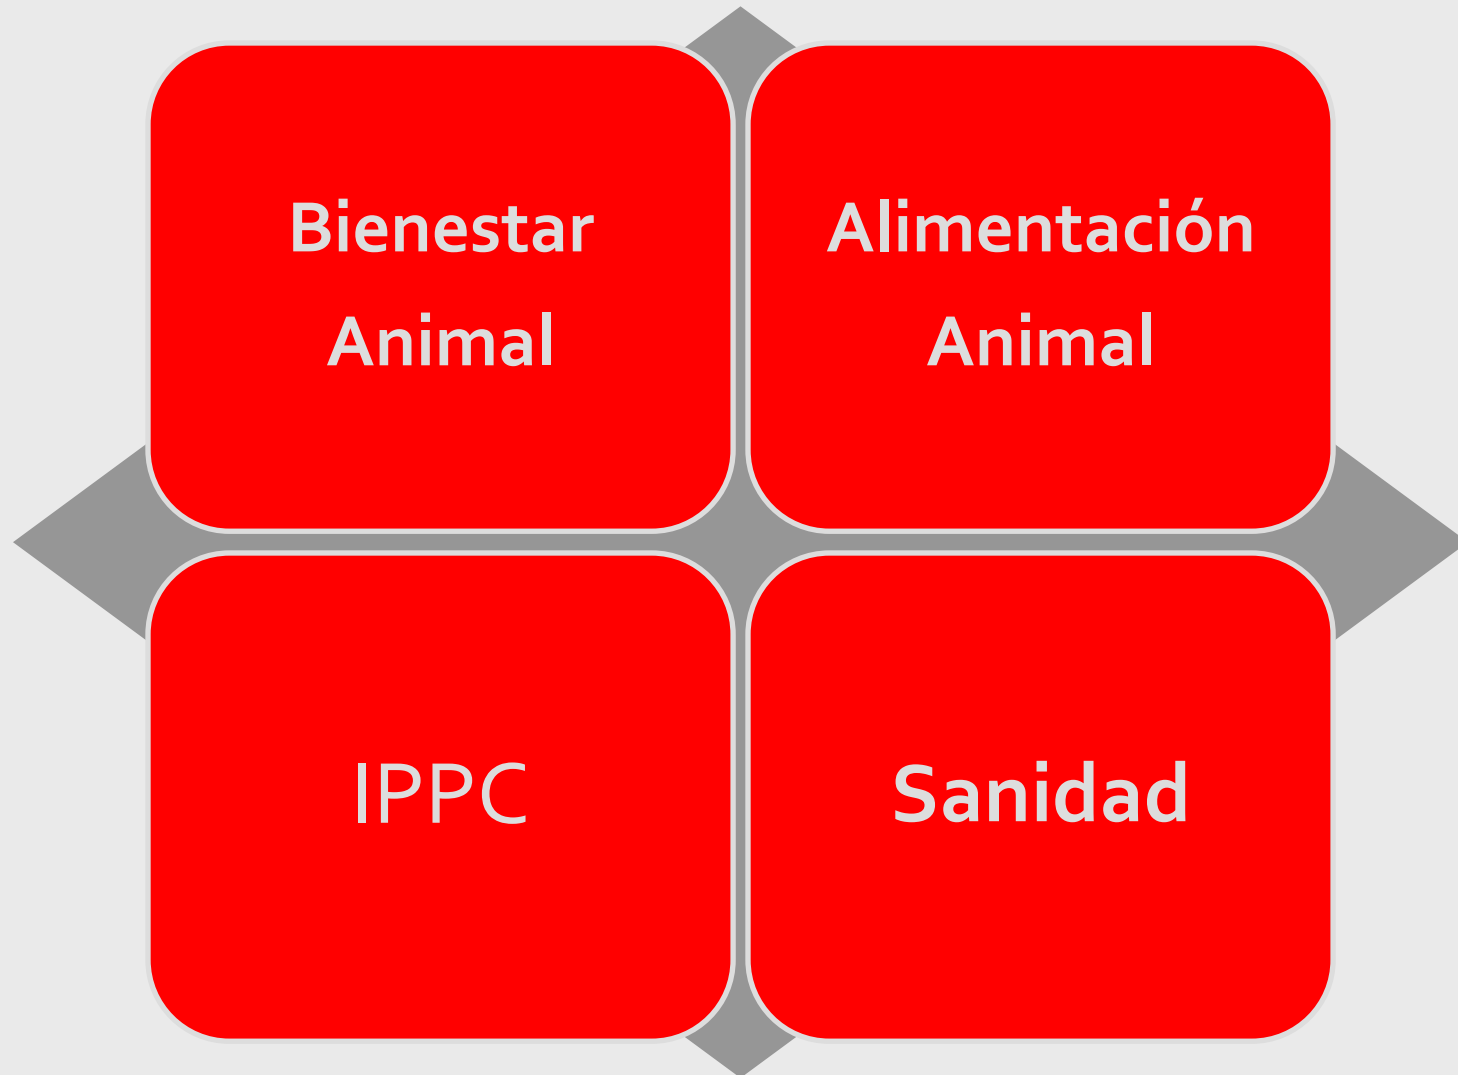 Bienestar
Animal
Alimentación
Animal
IPPC
Sanidad